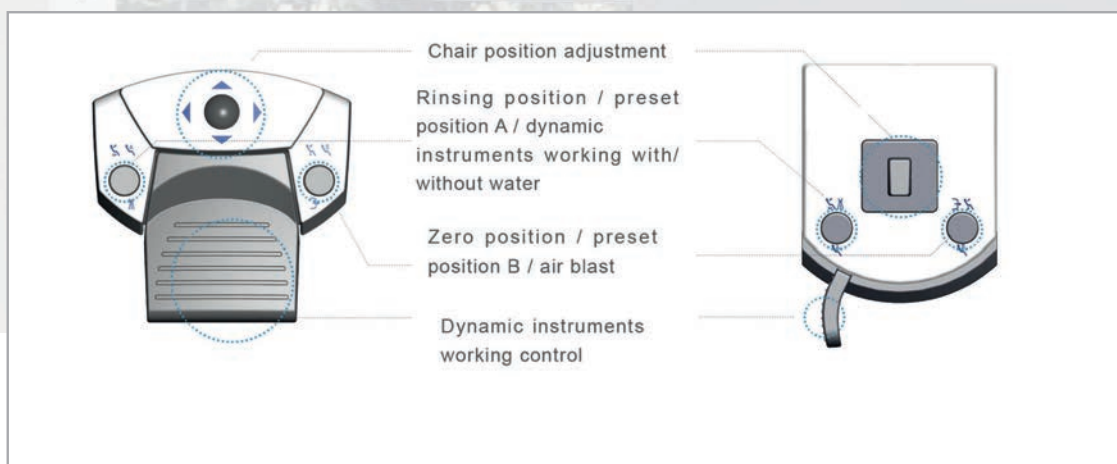 Chair position adjustment
Rinsing position / preset
position A / dynamic
instruments working with/
without water
Zero position / preset
position B / air blast
Dynamic instruments
working control